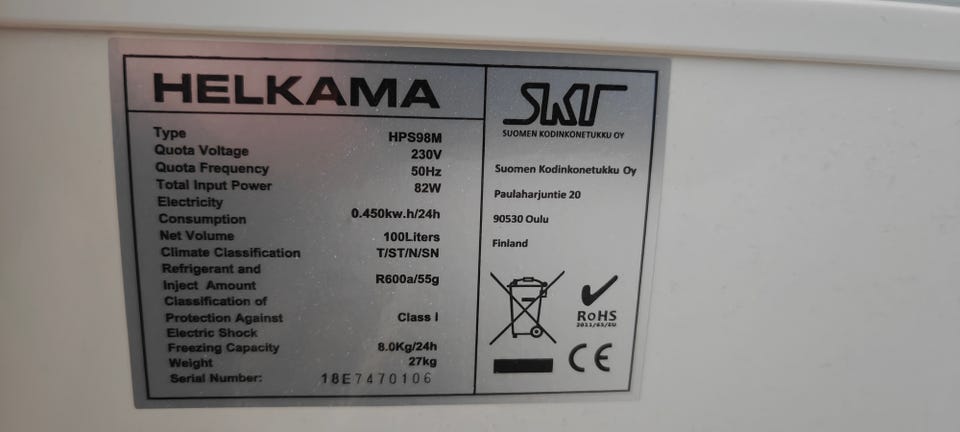 HELKAMA
Type HPS98M
Quota Voltage 230V
Quota Frequency 50Hz
Total Input Power 82W
Electricity
Consumption 0.450kw.h/24h
Net Volume 100Liters
Climate Classification T/ST/N/SN
Refrigerant and
Inject Amount R600a/55g
Classification of
Protection Against Class I
Electric Shock
Freezing Capacity 8.0Kg/24h
Weight 27kg
Serial Number: 18E7470106
SKT
SUOMEN KODINKONETUKKU OY
Suomen Kodinkonetukku Oy
Paulaharjuntie 20
90530 Oulu
Finland
RoHS
2011/65/EU
CE